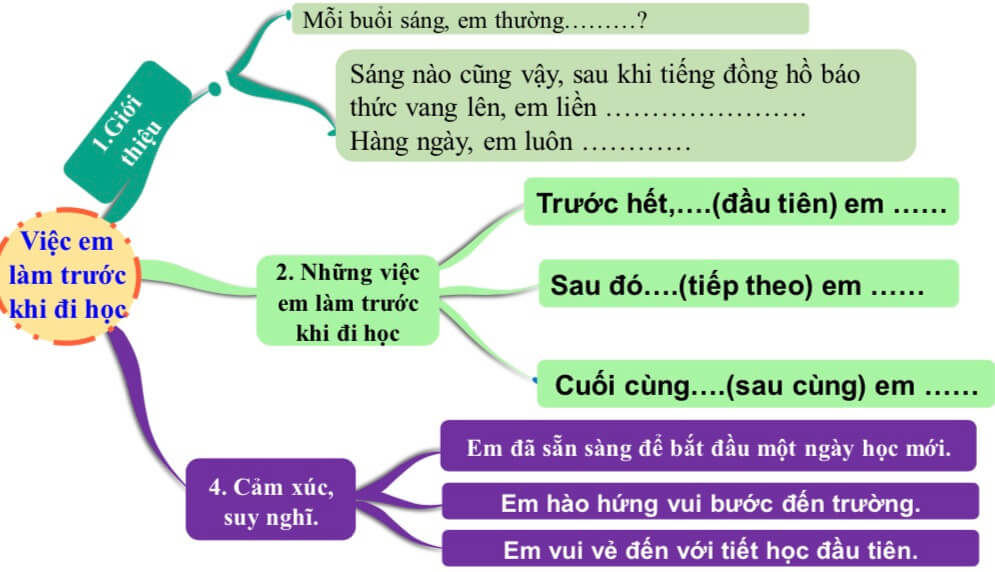 Mỗi buổi sáng, em thường………?
Sáng nào cũng vậy, sau khi tiếng đồng hồ báo
thức vang lên, em liền ………………….
Hàng ngày, em luôn …………
1.Giới
thiệu
Việc em
làm trước
khi đi học
2. Những việc
em làm trước
khi đi học
Trước hết,….(đầu tiên) em ……
Sau đó….(tiếp theo) em ……
Cuối cùng….(sau cùng) em ……
4. Cảm xúc,
suy nghĩ.
Em đã sẵn sàng để bắt đầu một ngày học mới.
Em hào hứng vui bước đến trường.
Em vui vẻ đến với tiết học đầu tiên.